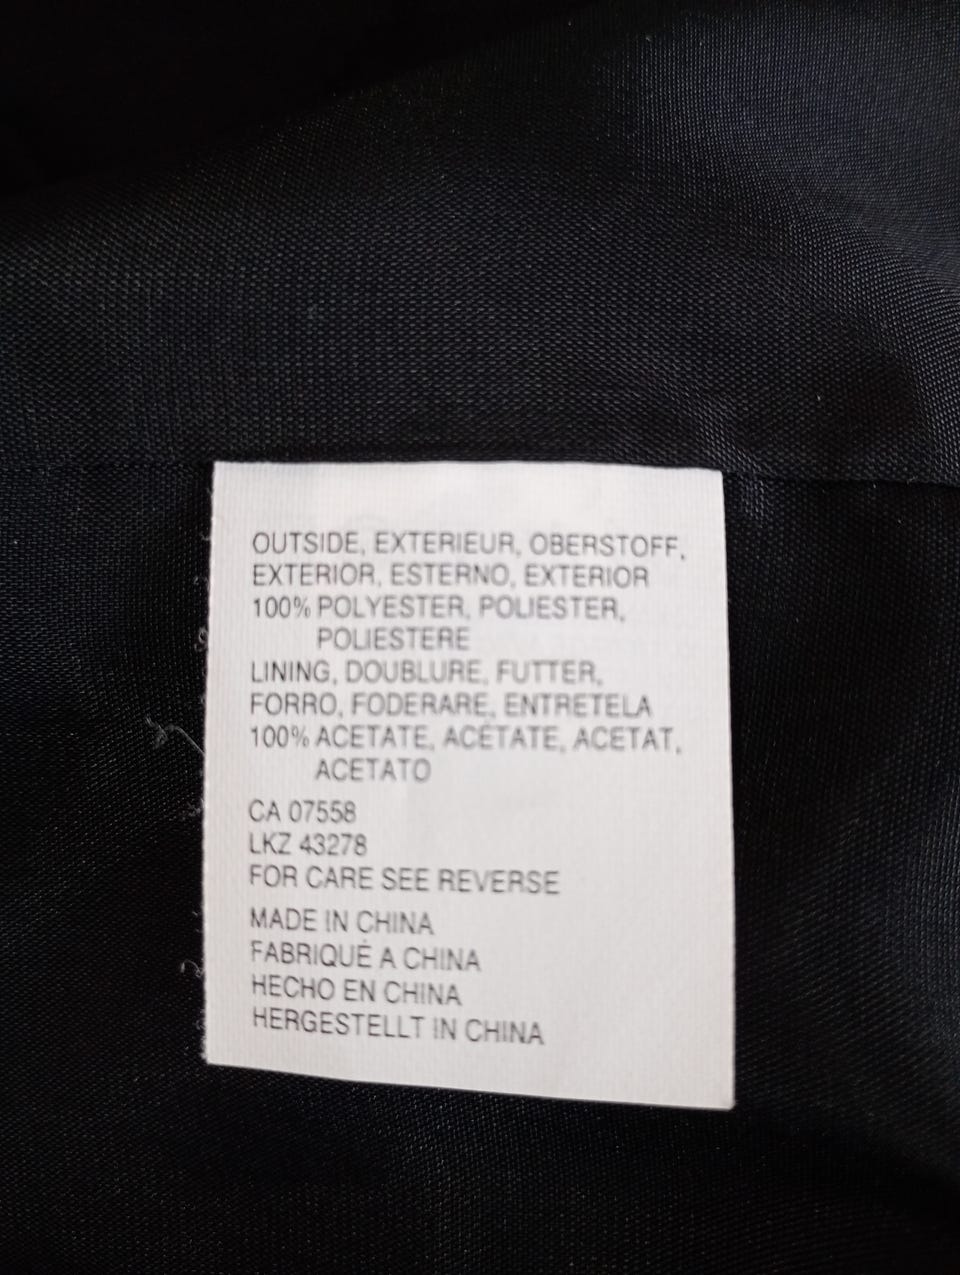 OUTSIDE, EXTERIEUR, OBERSTOFF,
EXTERIOR, ESTERNO, EXTERIOR
100% POLYESTER, POLIESTER,
POLIESTERE
LINING, DOUBLURE, FUTTER,
FORRO, FODERARE, ENTRETELA
100% ACETATE, ACÉTATE, ACETAT,
ACETATO
CA 07558
LKZ 43278
FOR CARE SEE REVERSE
MADE IN CHINA
FABRIQUÉ A CHINA
HECHO EN CHINA
HERGESTELLT IN CHINA